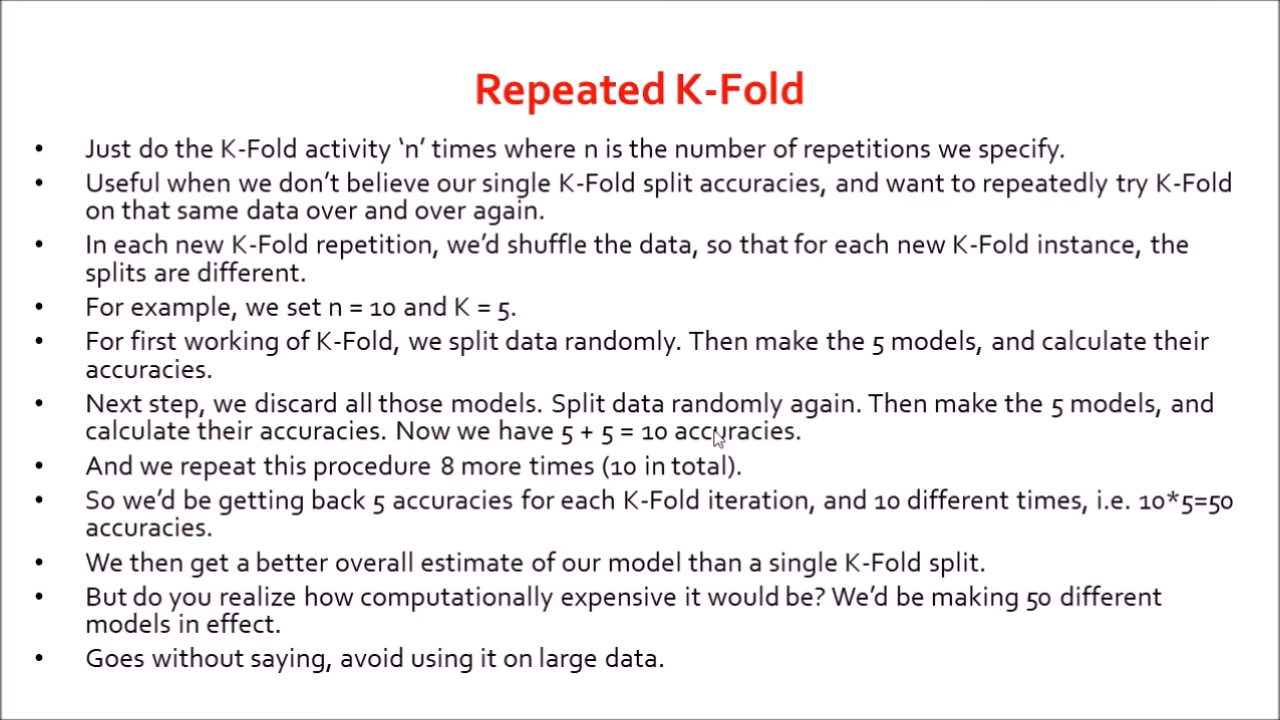 Repeated K-Fold
• Just do the K-Fold activity ‘n’ times where n is the number of repetitions we specify.
• Useful when we don’t believe our single K-Fold split accuracies, and want to repeatedly try K-Fold
on that same data over and over again.
• In each new K-Fold repetition, we’d shuffle the data, so that for each new K-Fold instance, the
splits are different.
• For example, we set n = 10 and K = 5.
• For first working of K-Fold, we split data randomly. Then make the 5 models, and calculate their
accuracies.
• Next step, we discard all those models. Split data randomly again. Then make the 5 models, and
calculate their accuracies. Now we have 5 + 5 = 10 accuracies.
• And we repeat this procedure 8 more times (10 in total).
• So we’d be getting back 5 accuracies for each K-Fold iteration, and 10 different times, i.e. 10*5=50
accuracies.
• We then get a better overall estimate of our model than a single K-Fold split.
• But do you realize how computationally expensive it would be? We’d be making 50 different
models in effect.
• Goes without saying, avoid using it on large data.